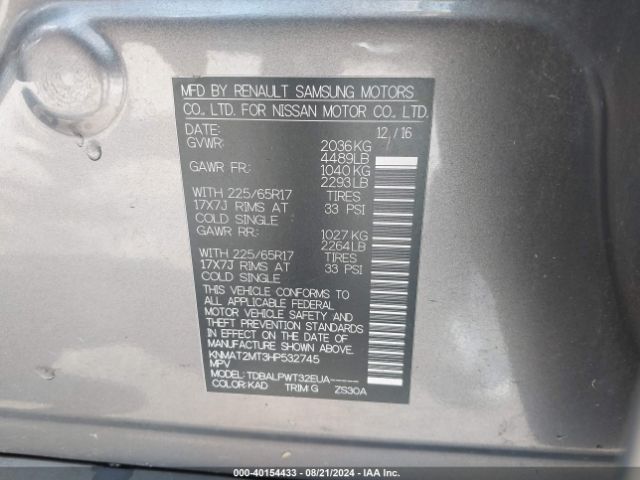 MFD BY RENAULT SAMSUNG MOTORS
CO., LTD. FOR NISSAN MOTOR CO., LTD.
DATE: 12/16
GVWR: 2036KG
4489LB
GAWR FR: 1040KG
2293LB
WITH 225/65R17 TIRES
17X7J RIMS AT 33 PSI
COLD SINGLE
GAWR RR: 1027KG
2264LB
WITH 225/65R17 TIRES
17X7J RIMS AT 33 PSI
COLD SINGLE
THIS VEHICLE CONFORMS TO
ALL APPLICABLE FEDERAL
MOTOR VEHICLE SAFETY AND
THEFT PREVENTION STANDARDS
IN EFFECT ON THE DATE OF
MANUFACTURE SHOWN ABOVE.
KNMAT2MT3HP532745
MPV
MODEL: TDBALPWT32EUA-----
COLOR: KAD TRIM: G ZS30A
000-40154433 - 08/21/2024 - IAA Inc.